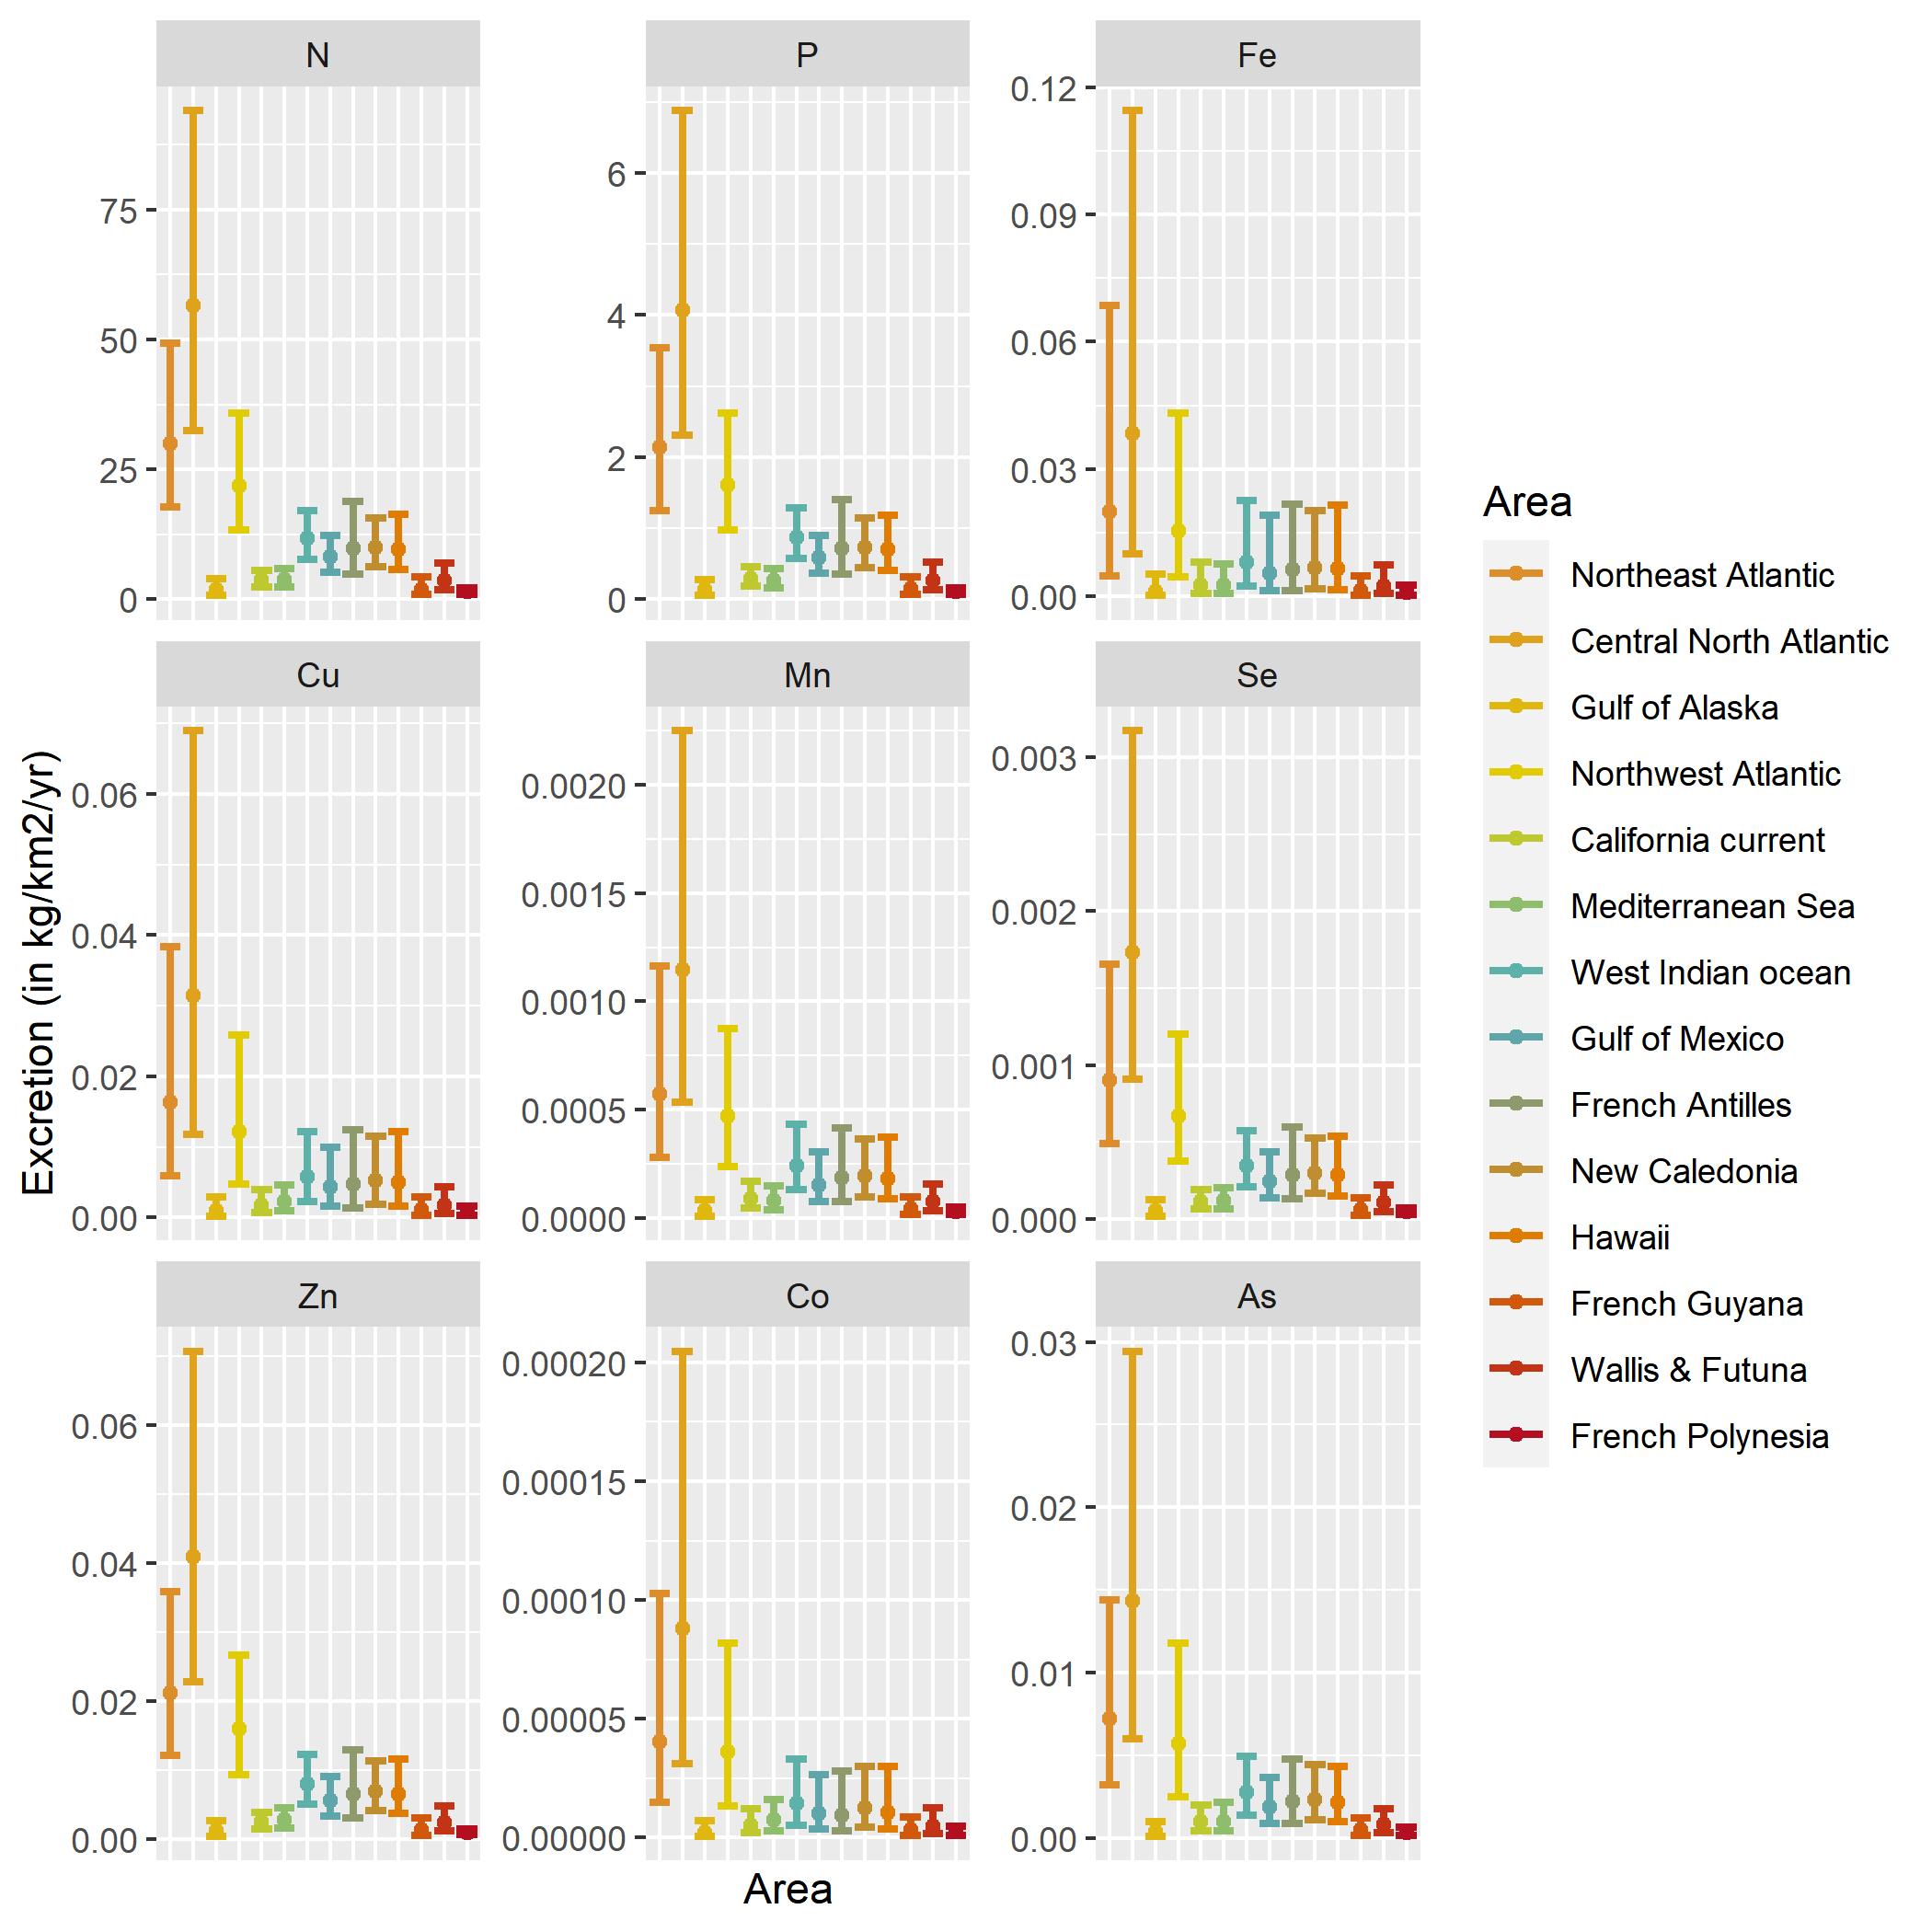 N
P
Fe
75
50
25
0
6
4
2
0
0.12
0.09
0.06
0.03
0.00
Cu
Mn
Se
0.06
0.04
0.02
0.00
0.0020
0.0015
0.0010
0.0005
0.0000
0.003
0.002
0.001
0.000
Zn
Co
As
0.06
0.04
0.02
0.00
0.00020
0.00015
0.00010
0.00005
0.00000
0.03
0.02
0.01
0.00
Excretion (in kg/km2/yr)
Area
Area
Northeast Atlantic
Central North Atlantic
Gulf of Alaska
Northwest Atlantic
California current
Mediterranean Sea
West Indian ocean
Gulf of Mexico
French Antilles
New Caledonia
Hawaii
French Guyana
Wallis & Futuna
French Polynesia